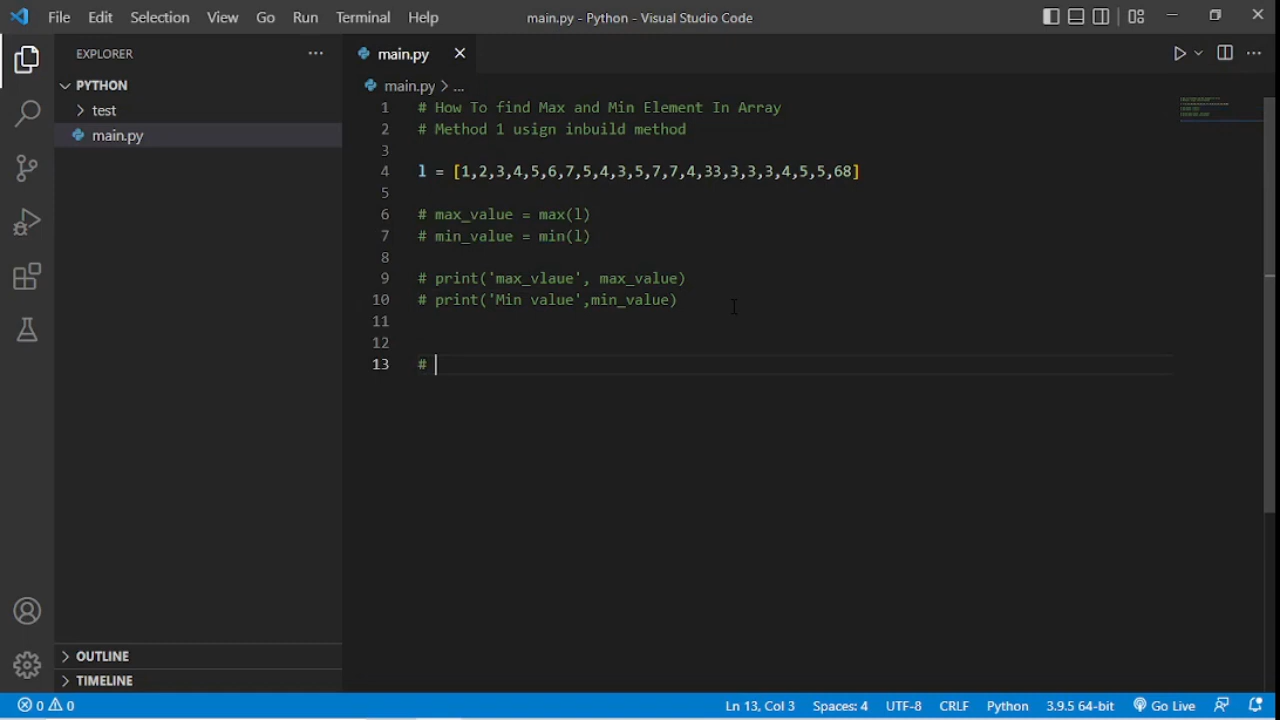 File Edit Selection View Go Run Terminal Help main.py - Python - Visual Studio Code
EXPLORER
PYTHON
test
main.py
OUTLINE
TIMELINE
main.py
main.py > ...
1 # How To find Max and Min Element In Array
2 # Method 1 usign inbuild method
3
4 l = [1,2,3,4,5,6,7,5,4,3,5,7,7,4,33,3,3,3,4,5,5,68]
5
6 # max_value = max(l)
7 # min_value = min(l)
8
9 # print('max_vlaue', max_value)
10 # print('Min value',min_value)
11
12
13 #
0 0 Ln 13, Col 3 Spaces: 4 UTF-8 CRLF Python 3.9.5 64-bit Go Live